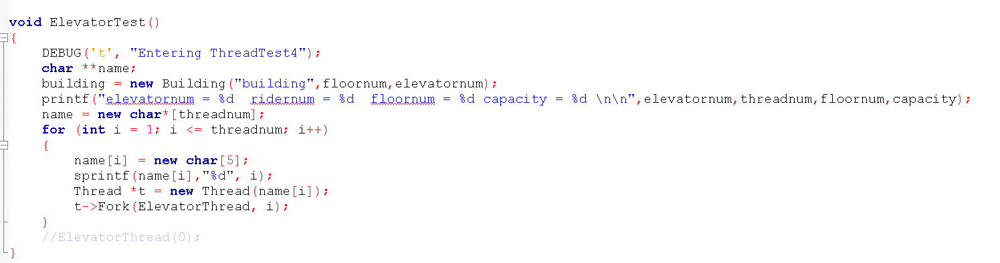 void ElevatorTest()
{
    DEBUG('t', "Entering ThreadTest4");
    char **name;
    building = new Building("building",floornum,elevatornum);
    printf("elevatornum = %d  ridernum = %d  floornum = %d capacity = %d \n\n",elevatornum,threadnum,floornum,capacity);
    name = new char*[threadnum];
    for (int i = 1; i <= threadnum; i++)
    {
        name[i] = new char[5];
        sprintf(name[i],"%d", i);
        Thread *t = new Thread(name[i]);
        t->Fork(ElevatorThread, i);
    }
    //ElevatorThread(0);
}